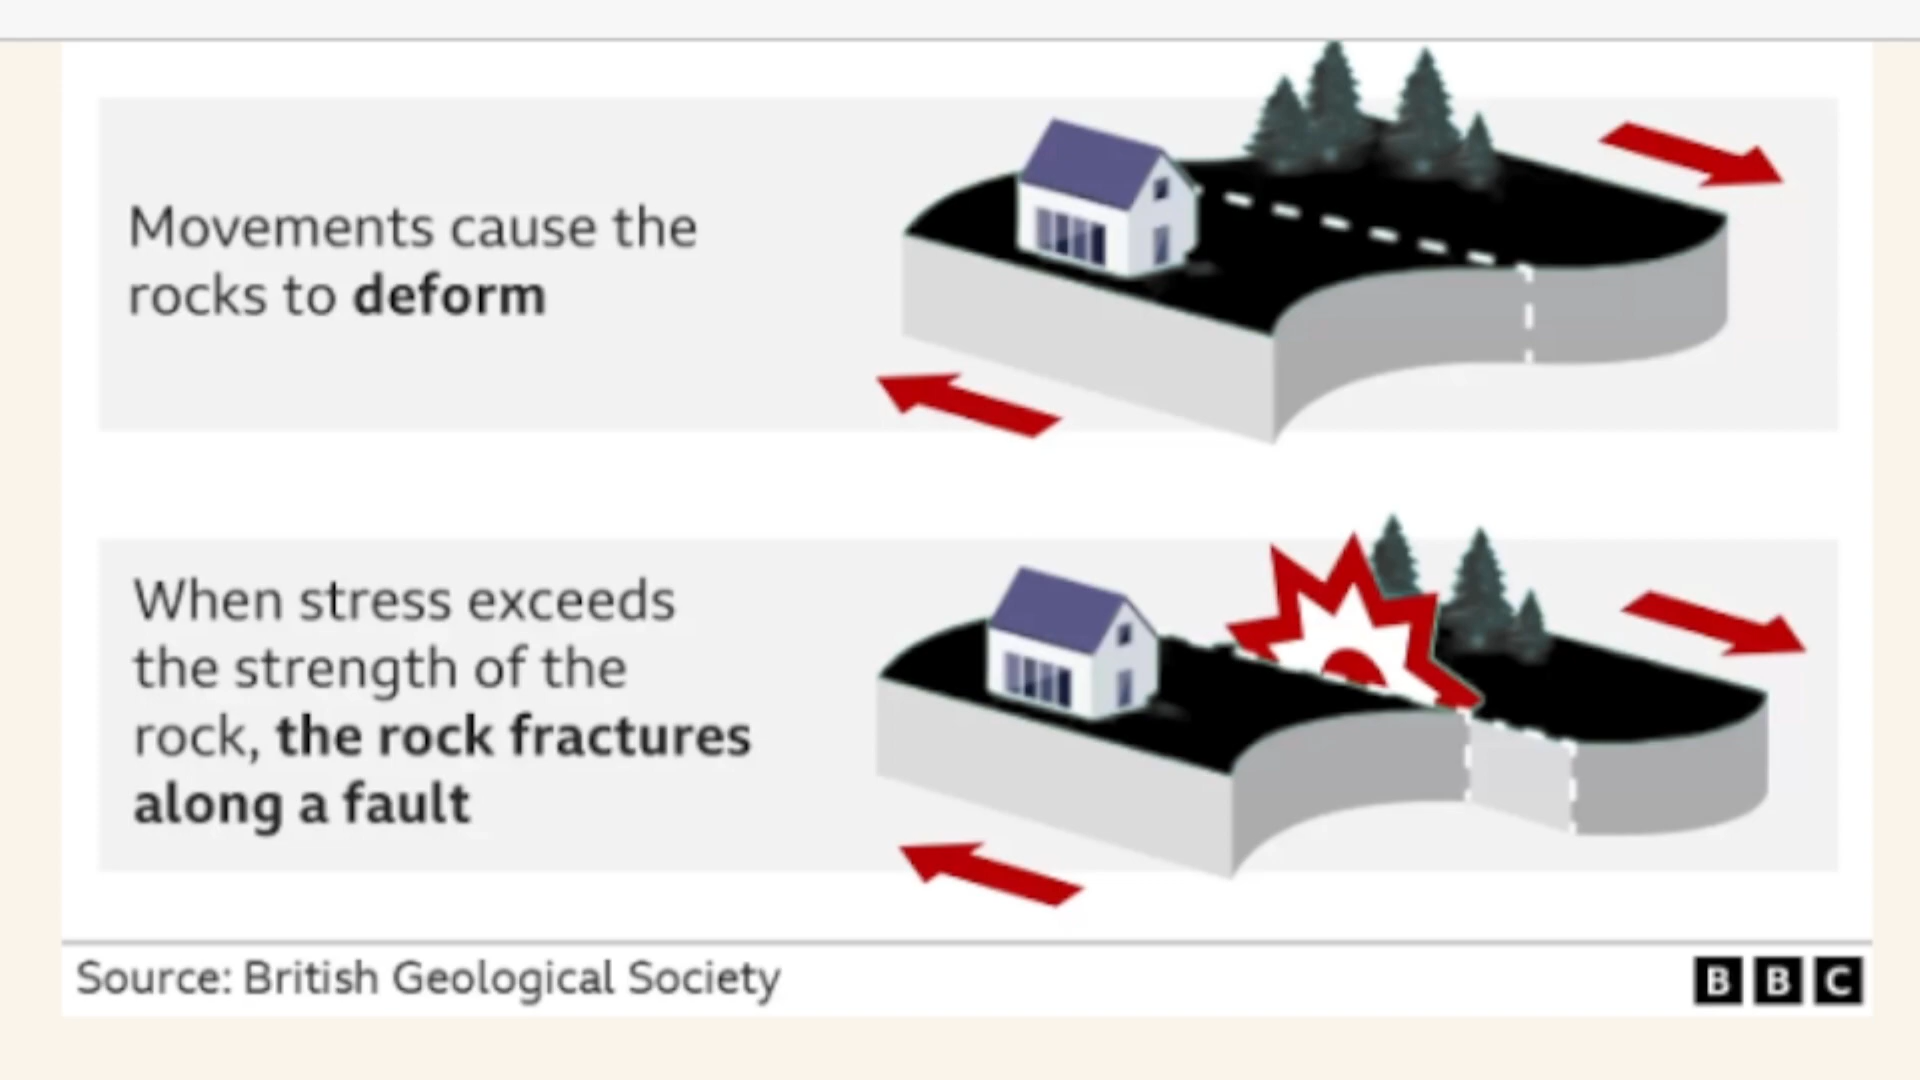 Movements cause the
rocks to deform
When stress exceeds
the strength of the
rock, the rock fractures
along a fault
Source: British Geological Society
BBC